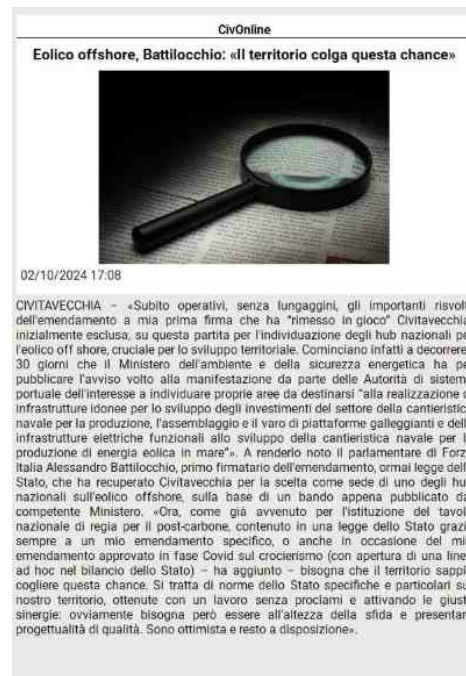 CivOnline
Eolico offshore, Battilocchio: «Il territorio colga questa chance»
02/10/2024 17:08
CIVITAVECCHIA – «Subito operativi, senza lungaggini, gli importanti risvolt
dell'emendamento a mia prima firma che ha "rimesso in gioco" Civitavecchia
inizialmente esclusa, su questa partita per l'individuazione degli hub nazionali pe
l'eolico off shore, cruciale per lo sviluppo territoriale. Cominciano infatti a decorrere
30 giorni che il Ministero dell'ambiente e della sicurezza energetica ha pe
pubblicare l'avviso volto alla manifestazione da parte delle Autorità di sistem
portuale dell'interesse a individuare proprie aree da destinarsi "alla realizzazione d
infrastrutture idonee per lo sviluppo degli investimenti del settore della cantieristic
navale per la produzione, l'assemblaggio e il varo di piattaforme galleggianti e dell
infrastrutture elettriche funzionali allo sviluppo della cantieristica navale per l
produzione di energia eolica in mare"». A renderlo noto il parlamentare di Forz
Italia Alessandro Battilocchio, primo firmatario dell'emendamento, ormai legge dell
Stato, che ha recuperato Civitavecchia per la scelta come sede di uno degli hu
nazionali sull'eolico offshore, sulla base di un bando appena pubblicato da
competente Ministero. «Ora, come già avvenuto per l'istituzione del tavol
nazionale di regia per il post-carbone, contenuto in una legge dello Stato grazi
sempre a un mio emendamento specifico, o anche in occasione del mi
emendamento approvato in fase Covid sul crocierismo (con apertura di una line
ad hoc nel bilancio dello Stato) – ha aggiunto – bisogna che il territorio sappi
cogliere questa chance. Si tratta di norme dello Stato specifiche e particolari su
nostro territorio, ottenute con un lavoro senza proclami e attivando le giust
sinergie: ovviamente bisogna però essere all'altezza della sfida e presentar
progettualità di qualità. Sono ottimista e resto a disposizione».